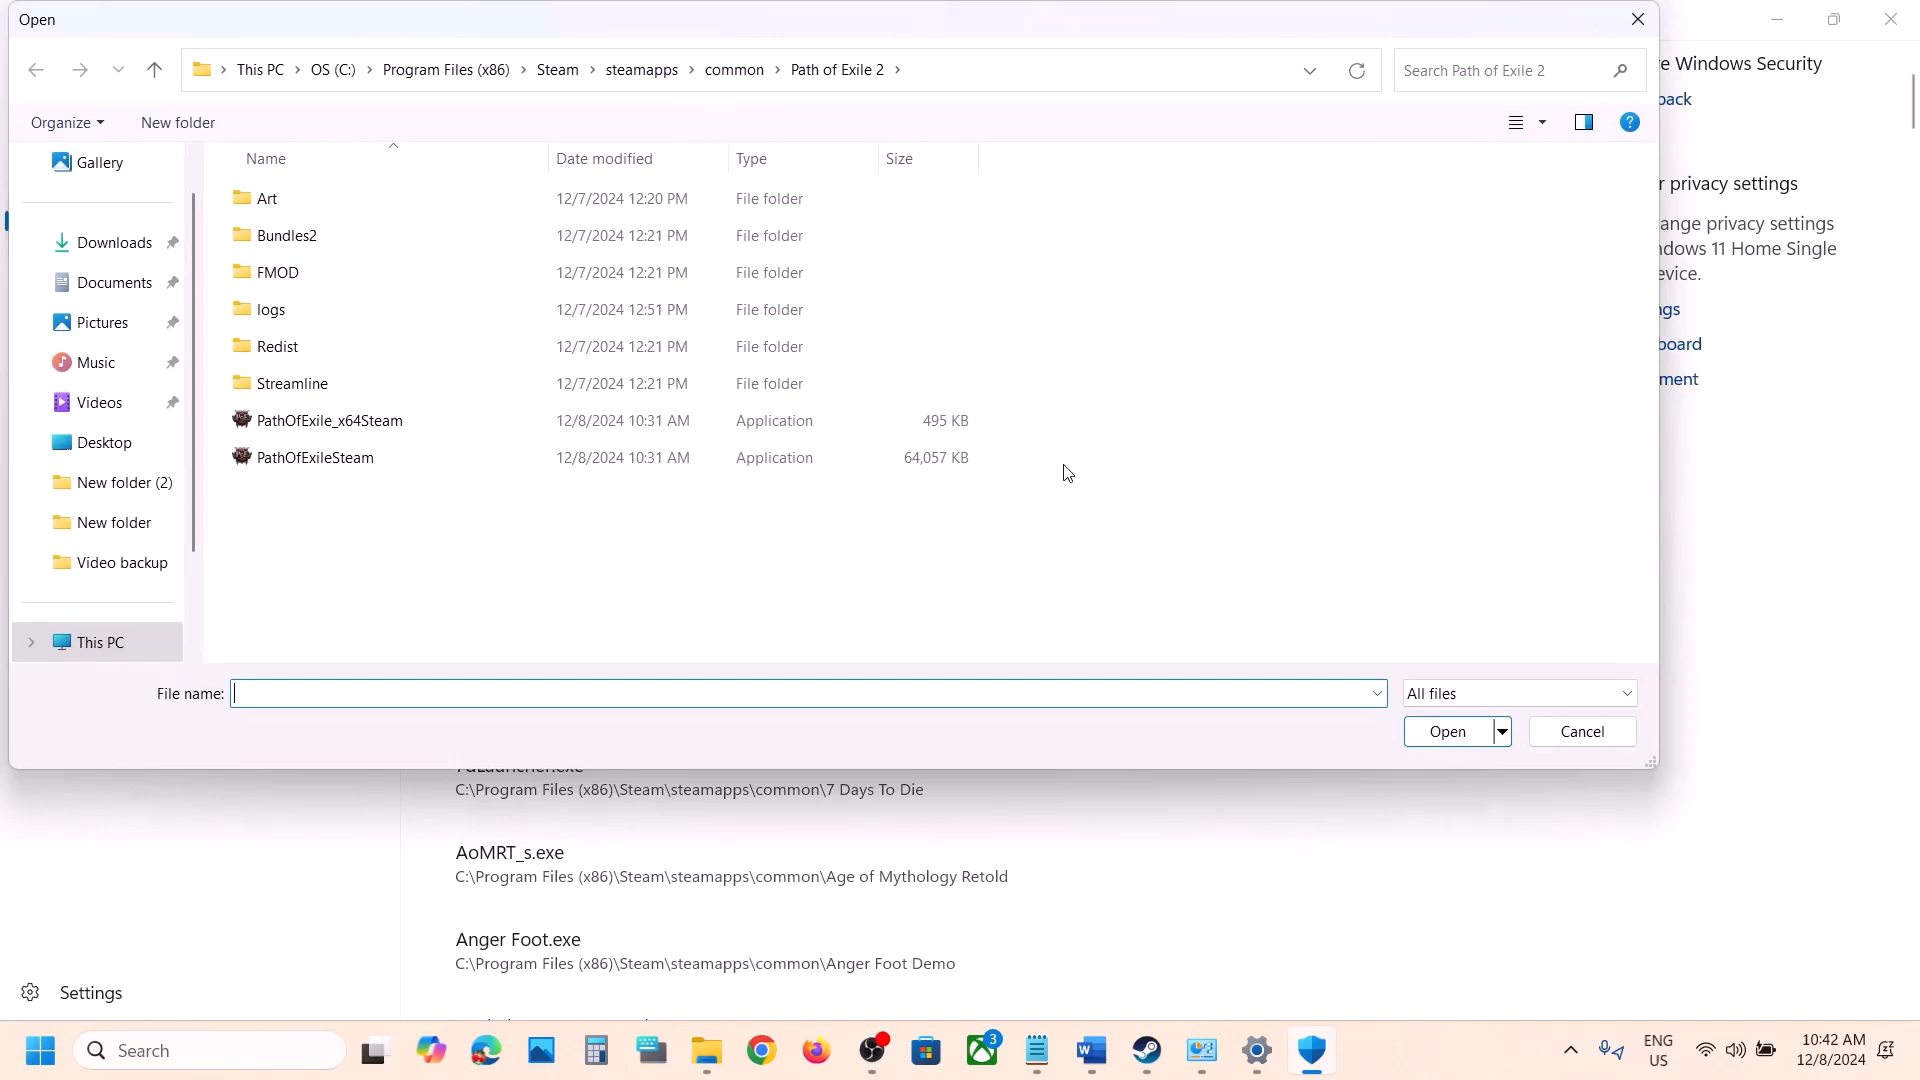 Open
This PC > OS (C:) > Program Files (x86) > Steam > steamapps > common > Path of Exile 2 >
Search Path of Exile 2
Organize
New folder
Gallery
Downloads
Documents
Pictures
Music
Videos
Desktop
New folder (2)
New folder
Video backup
This PC
Name Date modified Type Size
Art 12/7/2024 12:20 PM File folder
Bundles2 12/7/2024 12:21 PM File folder
FMOD 12/7/2024 12:21 PM File folder
logs 12/7/2024 12:51 PM File folder
Redist 12/7/2024 12:21 PM File folder
Streamline 12/7/2024 12:21 PM File folder
PathOfExile_x64Steam 12/8/2024 10:31 AM Application 495 KB
PathOfExileSteam 12/8/2024 10:31 AM Application 64,057 KB
File name:
All files
Open
Cancel
e Windows Security
back
r privacy settings
ange privacy settings
ndows 11 Home Single
evice.
ngs
board
ment
C:\Program Files (x86)\Steam\steamapps\common\7 Days To Die
AoMRT_s.exe
C:\Program Files (x86)\Steam\steamapps\common\Age of Mythology Retold
Anger Foot.exe
C:\Program Files (x86)\Steam\steamapps\common\Anger Foot Demo
Settings
Search
3
ENG
US
10:42 AM
12/8/2024